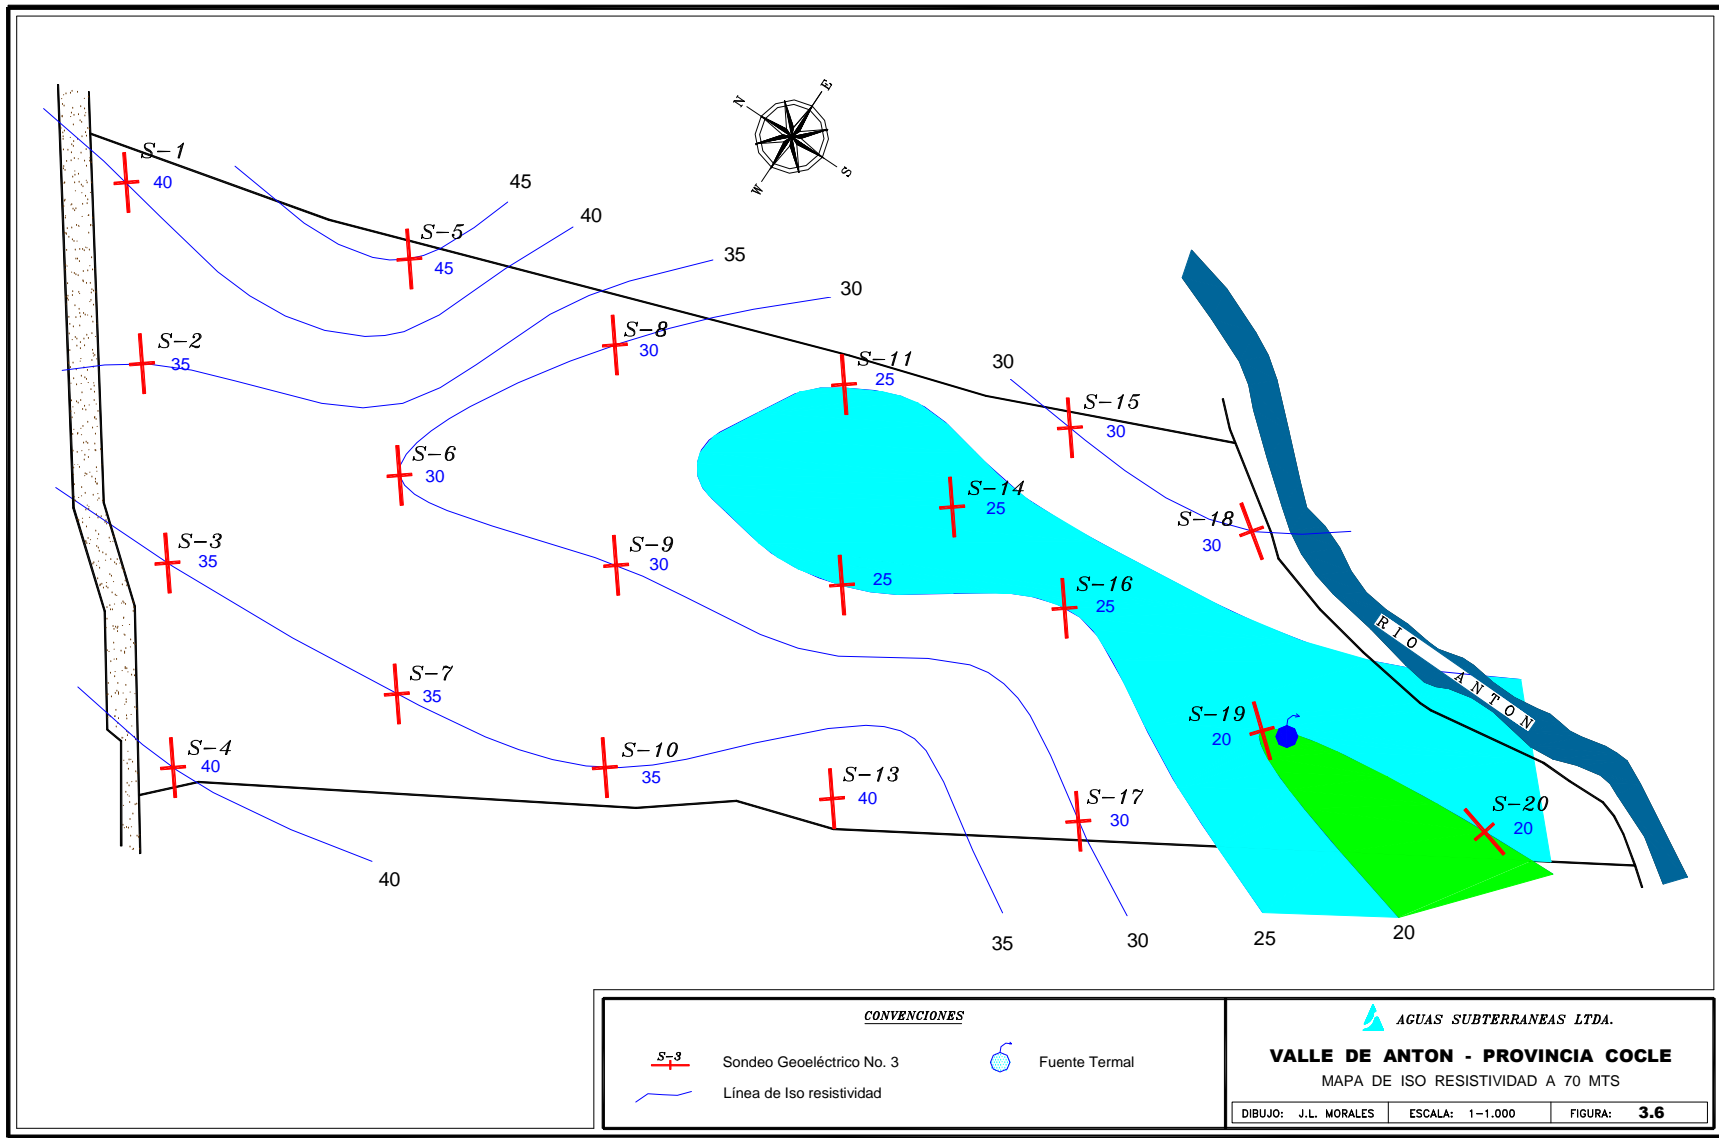 N
E
S
W
S-1
40
S-5
45
45
40
35
30
S-2
35
S-8
30
S-11
25
30
S-15
30
S-6
30
S-14
25
S-18
30
S-3
35
S-9
30
25
S-16
25
RIO ANTON
S-7
35
S-19
20
S-4
40
S-10
35
S-13
40
S-17
30
S-20
20
40
35
30
25
20
CONVENCIONES
S-3
Sondeo Geoeléctrico No. 3
Fuente Termal
Línea de Iso resistividad
AGUAS SUBTERRANEAS LTDA.
VALLE DE ANTON - PROVINCIA COCLE
MAPA DE ISO RESISTIVIDAD A 70 MTS
DIBUJO: J.L. MORALES
ESCALA: 1-1.000
FIGURA: 3.6